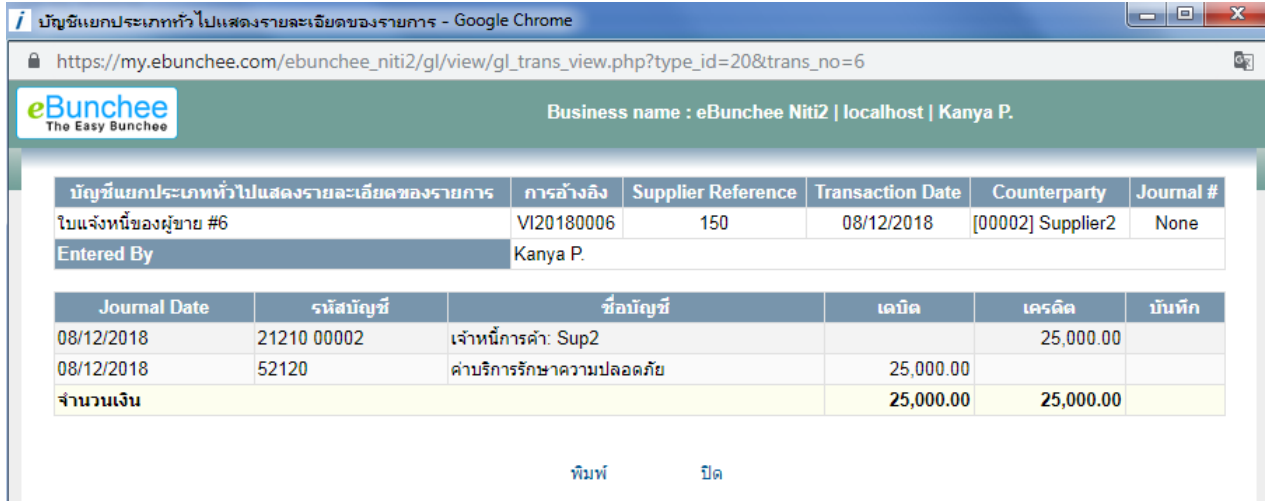 บัญชีแยกประเภททั่วไปแสดงรายละเอียดของรายการ - Google Chrome
https://my.ebunchee.com/ebunchee_niti2/gl/view/gl_trans_view.php?type_id=20&trans_no=6
eBunchee
The Easy Bunchee
Business name : eBunchee Niti2 | localhost | Kanya P.
บัญชีแยกประเภททั่วไปแสดงรายละเอียดของรายการ การอ้างอิง Supplier Reference Transaction Date Counterparty Journal #
ใบแจ้งหนี้ของผู้ขาย #6 VI20180006 150 08/12/2018 [00002] Supplier2 None
Entered By Kanya P.
Journal Date รหัสบัญชี ชื่อบัญชี เดบิต เครดิต บันทึก
08/12/2018 21210 00002 เจ้าหนี้การค้า: Sup2 25,000.00
08/12/2018 52120 ค่าบริการรักษาความปลอดภัย 25,000.00
จำนวนเงิน 25,000.00 25,000.00
พิมพ์ ปิด